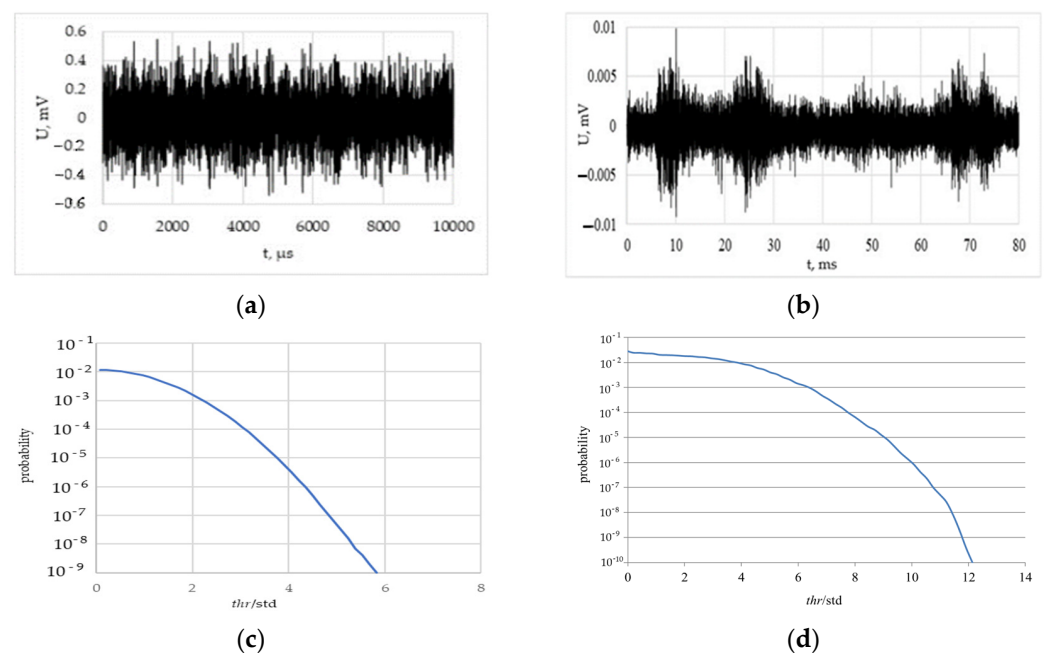 0.6
0.4
0.2
0
−0.2
−0.4
−0.6
U, mV
0 2000 4000 6000 8000 10000
t, µs
(a)
0.01
0.005
0
−0.005
−0.01
U, mV
0 10 20 30 40 50 60 70 80
t, ms
(b)
10⁻¹
10⁻²
10⁻³
10⁻⁴
10⁻⁵
10⁻⁶
10⁻⁷
10⁻⁸
10⁻⁹
probability
0 2 4 6 8
thr/std
(c)
10⁻¹
10⁻²
10⁻³
10⁻⁴
10⁻⁵
10⁻⁶
10⁻⁷
10⁻⁸
10⁻⁹
10⁻¹⁰
probability
0 2 4 6 8 10 12 14
thr/std
(d)